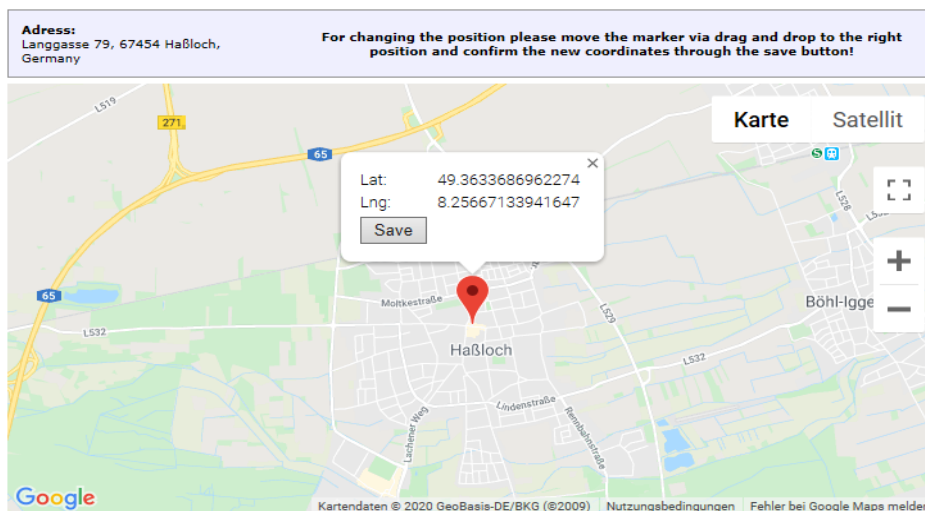 Adress:
Langgasse 79, 67454 Haßloch,
Germany
For changing the position please move the marker via drag and drop to the right
position and confirm the new coordinates through the save button!
L519
271
Karte
Satellit
65
S
Lat: 49.3633686962274
Lng: 8.25667133941647
Save
L528
65
Moltkestraße
L529
Böhl-Igge
L532
Haßloch
L532
Lindenstraße
Lachener Weg
Rennbahnstraße
Google
Kartendaten © 2020 GeoBasis-DE/BKG (©2009)
Nutzungsbedingungen
Fehler bei Google Maps melden